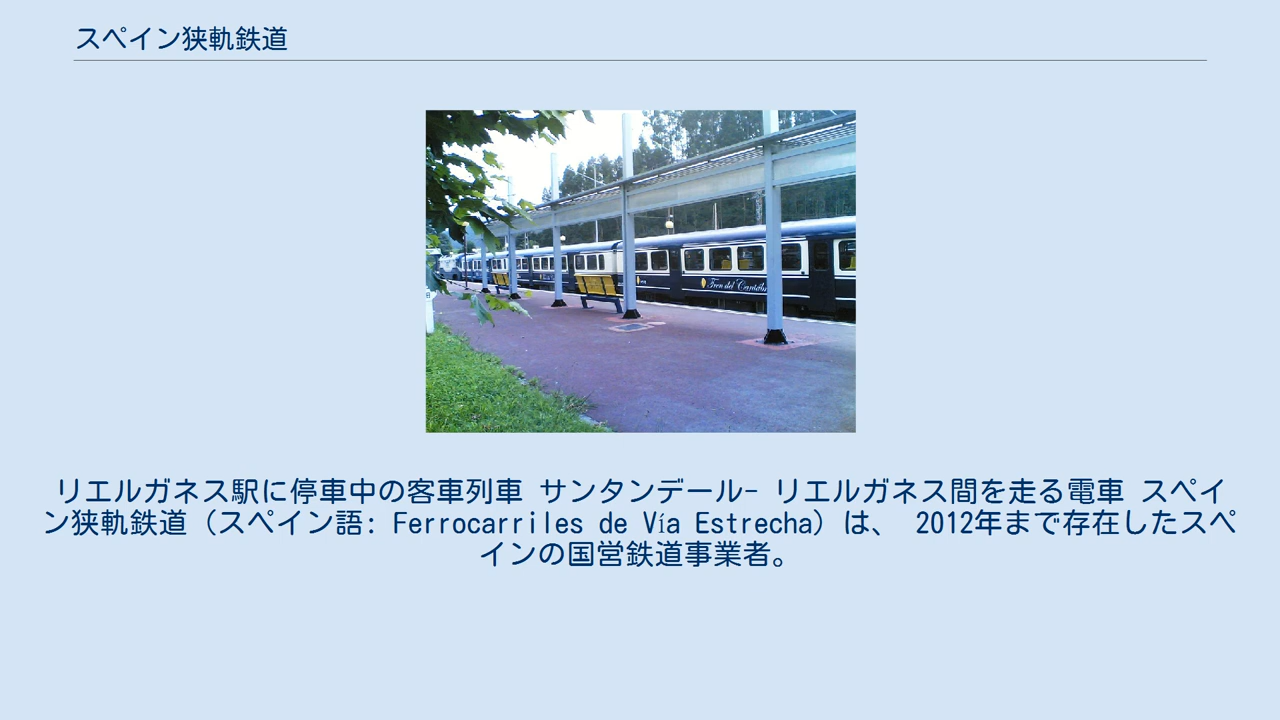 スペイン狭軌鉄道
Tren del Cantábr
リエルガネス駅に停車中の客車列車 サンタンデール- リエルガネス間を走る電車 スペイ
ン狭軌鉄道（スペイン語: Ferrocarriles de Vía Estrecha）は、 2012年まで存在したスペ
インの国営鉄道事業者。